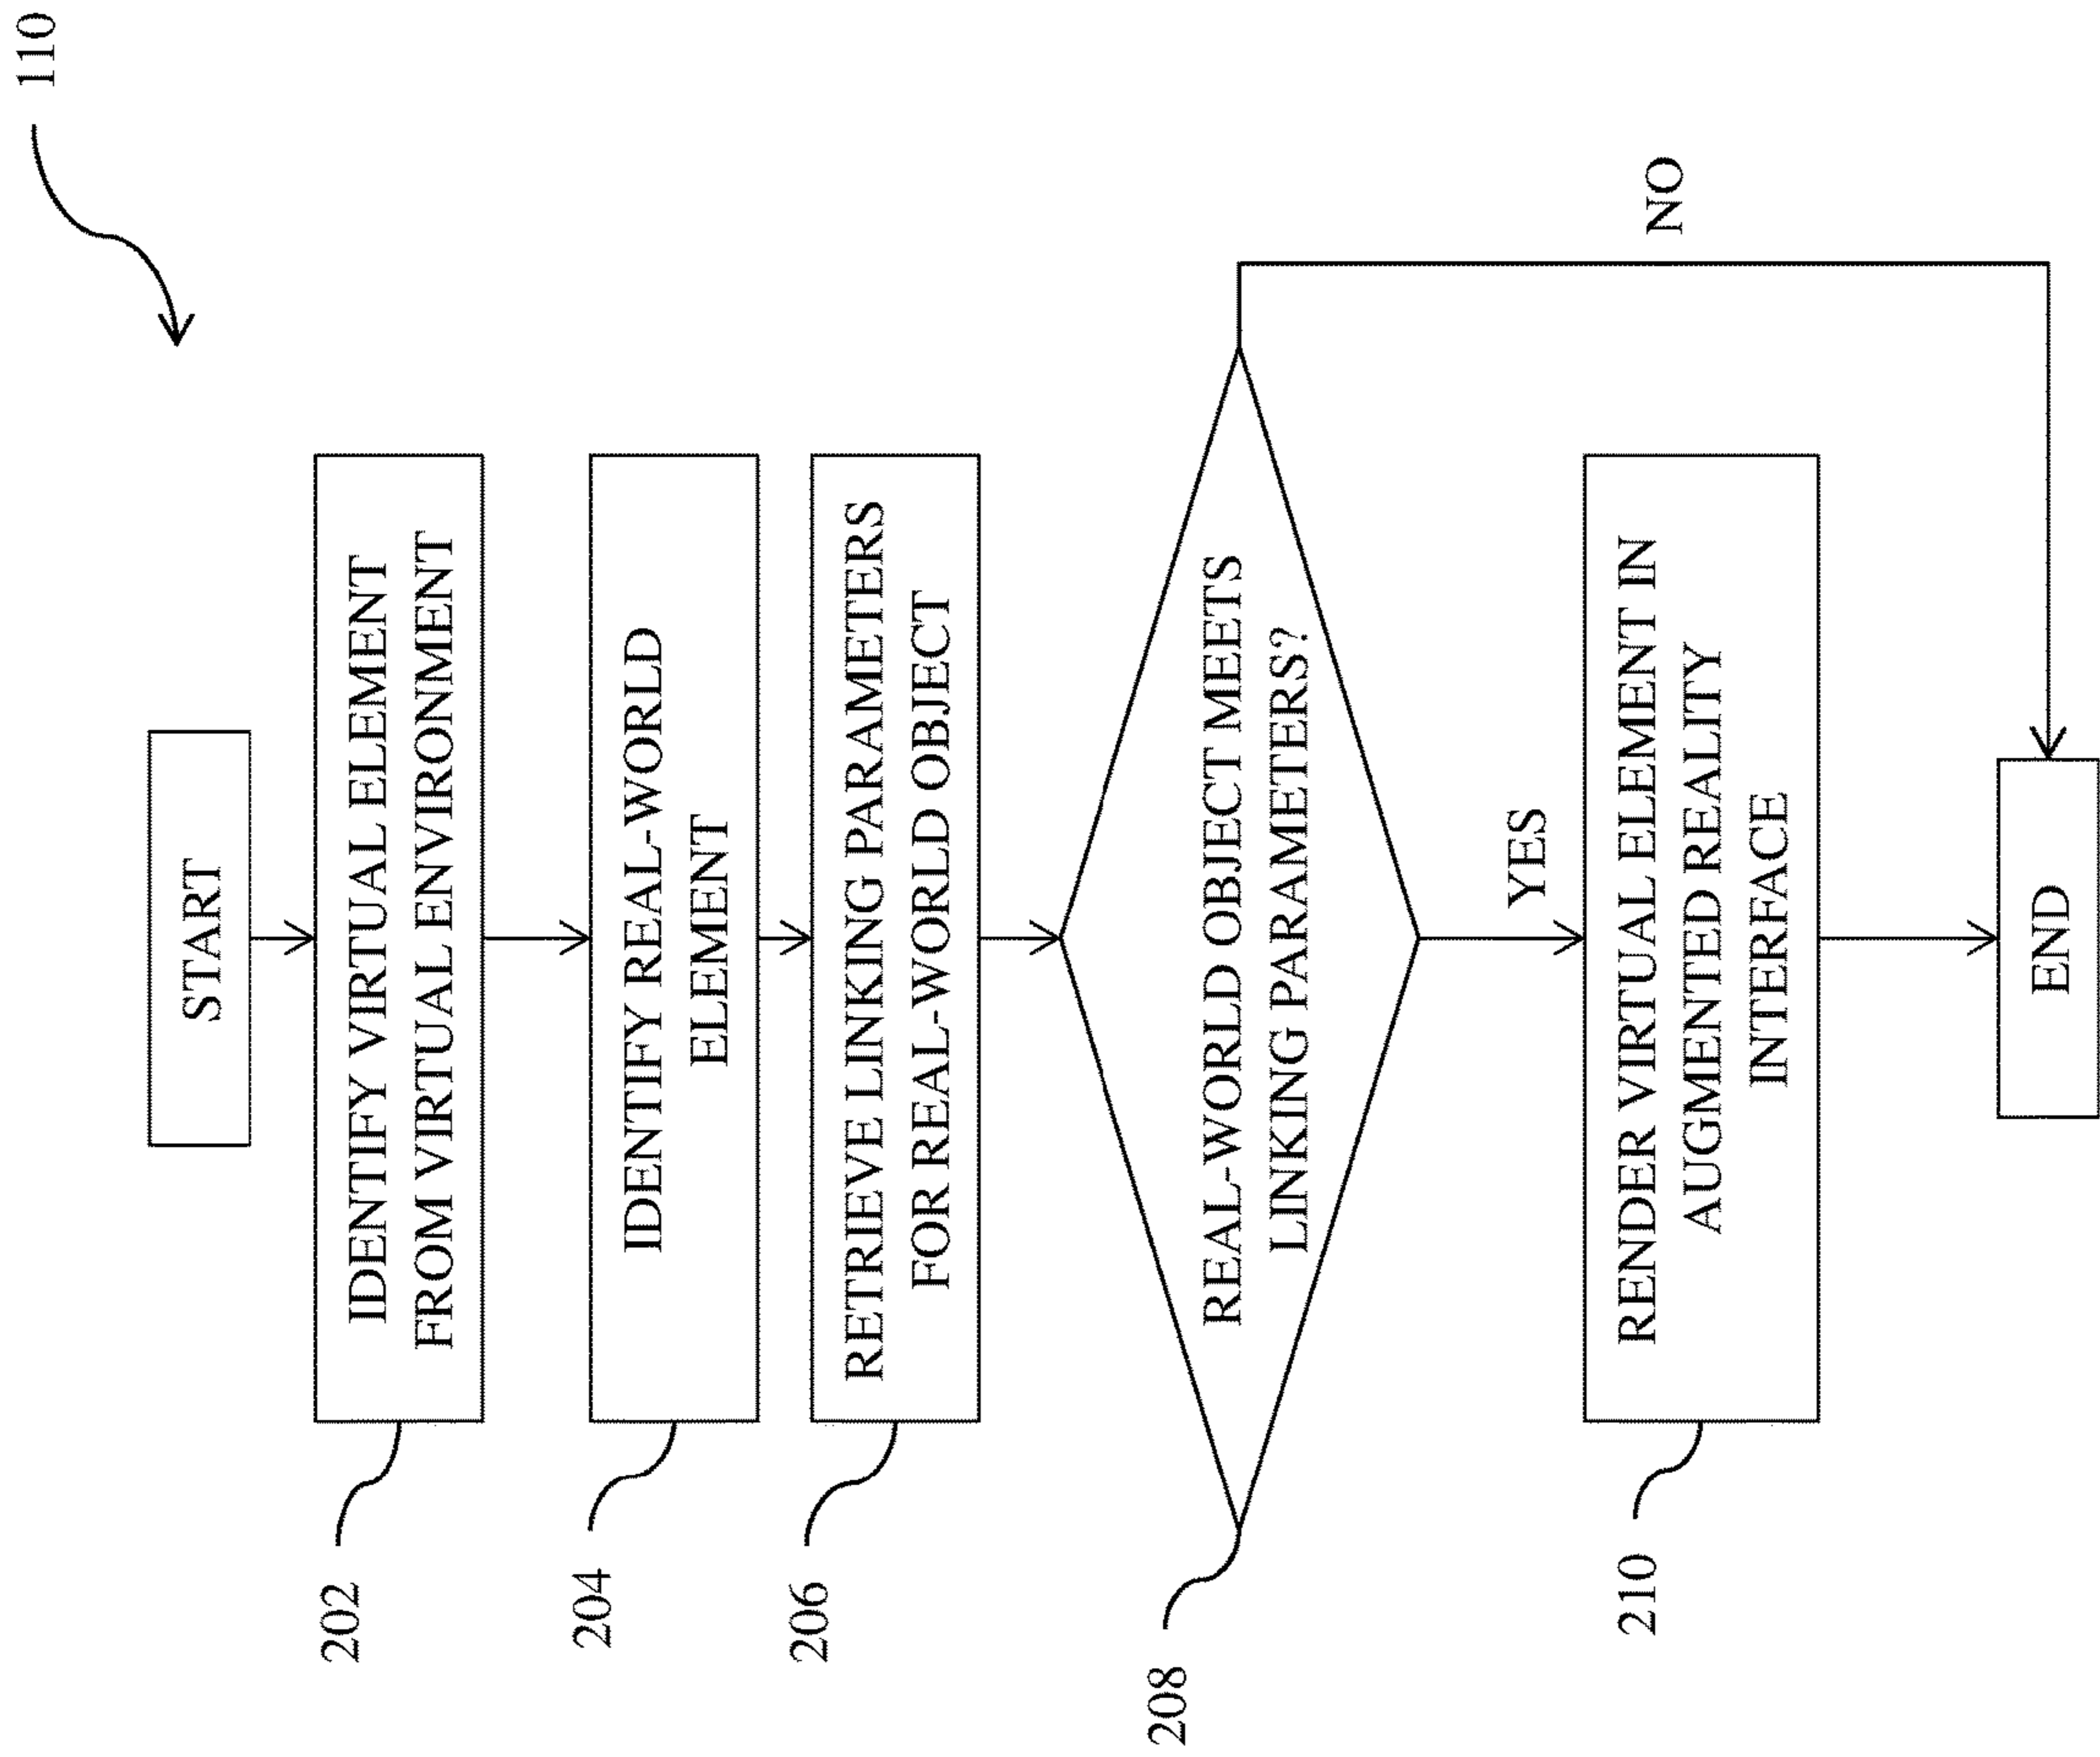 110
START
202
IDENTIFY VIRTUAL ELEMENT
FROM VIRTUAL ENVIRONMENT
204
IDENTIFY REAL-WORLD
ELEMENT
206
RETRIEVE LINKING PARAMETERS
FOR REAL-WORLD OBJECT
208
REAL-WORLD OBJECT MEETS
LINKING PARAMETERS?
NO
YES
210
RENDER VIRTUAL ELEMENT IN
AUGMENTED REALITY
INTERFACE
END